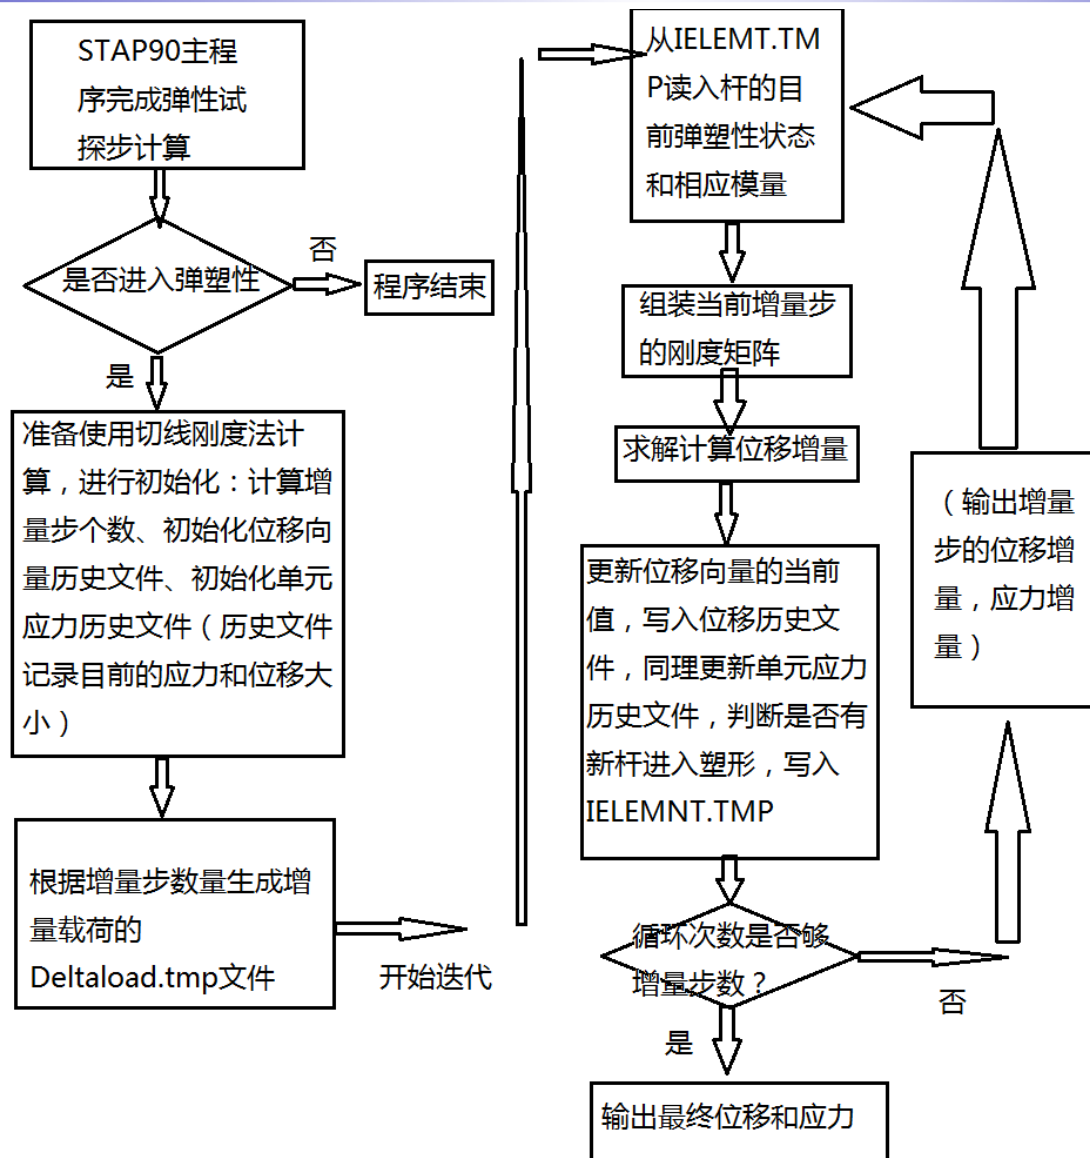 STAP90主程
序完成弹性试
探步计算
是否进入弹塑性
否
程序结束
是
准备使用切线刚度法计
算，进行初始化：计算增
量步个数、初始化位移向
量历史文件、初始化单元
应力历史文件（历史文件
记录目前的应力和位移大
小）
根据增量步数量生成增
量载荷的
Deltaload.tmp文件
开始迭代
从IELEMT.TM
P读入杆的目
前弹塑性状态
和相应模量
组装当前增量步
的刚度矩阵
求解计算位移增量
更新位移向量的当前
值，写入位移历史文
件，同理更新单元应力
历史文件，判断是否有
新杆进入塑形，写入
IELEMNT.TMP
循环次数是否够
增量步数？
否
是
输出最终位移和应力
（输出增量
步的位移增
量，应力增
量）